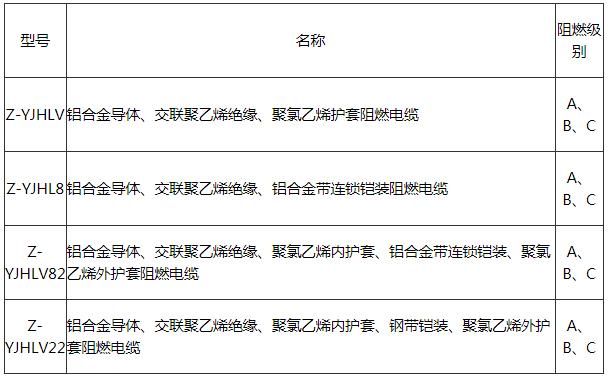 型号 名称 阻燃级
别
Z-YJHLV 铝合金导体、交联聚乙烯绝缘、聚氯乙烯护套阻燃电缆 A、
B、C
Z-YJHL8 铝合金导体、交联聚乙烯绝缘、铝合金带连锁铠装阻燃电缆 A、
B、C
Z- 铝合金导体、交联聚乙烯绝缘、聚氯乙烯内护套、铝合金带连锁铠装、聚氯 A、
YJHLV82 乙烯外护套阻燃电缆 B、C
Z- 铝合金导体、交联聚乙烯绝缘、聚氯乙烯内护套、钢带铠装、聚氯乙烯外护 A、
YJHLV22 套阻燃电缆 B、C